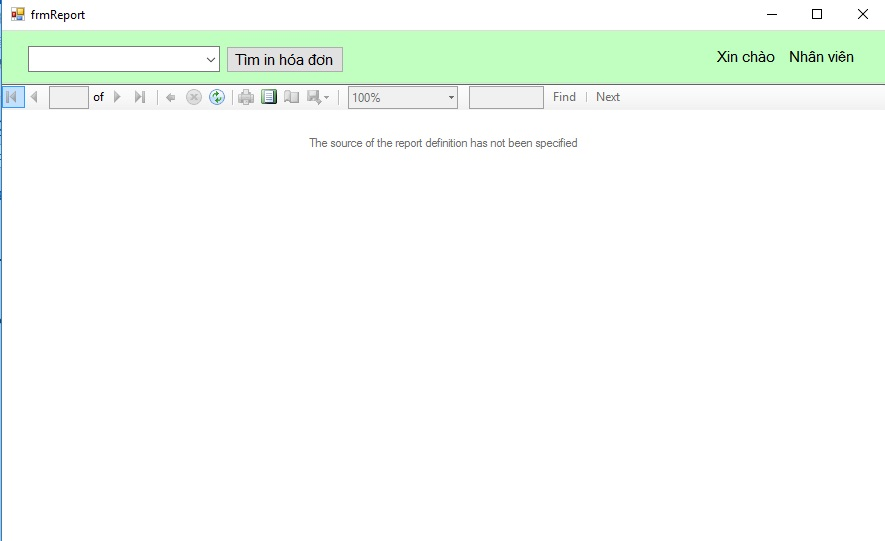 frmReport
Tìm in hóa đơn Xin chào Nhân viên
of 100% Find Next
The source of the report definition has not been specified